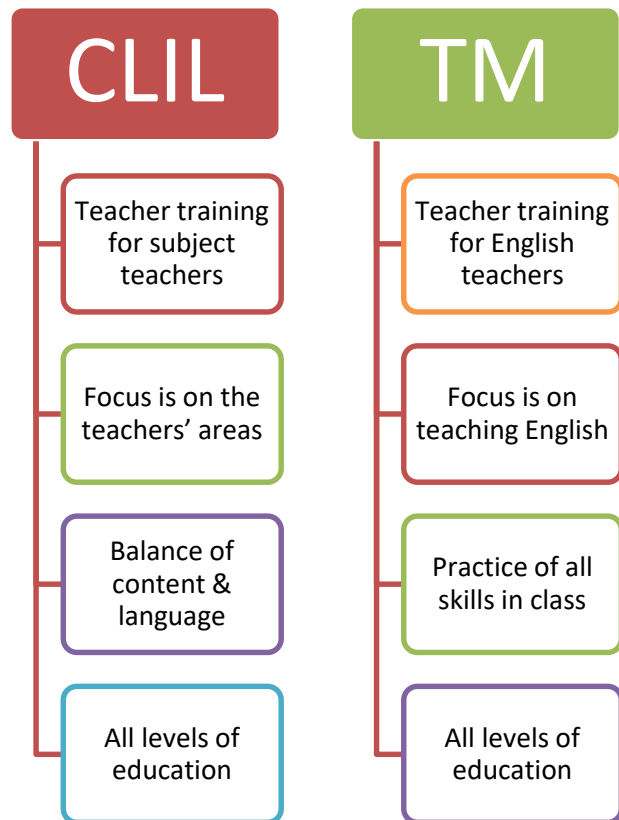 CLIL
Teacher training
for subject
teachers
Focus is on the
teachers’ areas
Balance of
content &
language
All levels of
education
TM
Teacher training
for English
teachers
Focus is on
teaching English
Practice of all
skills in class
All levels of
education